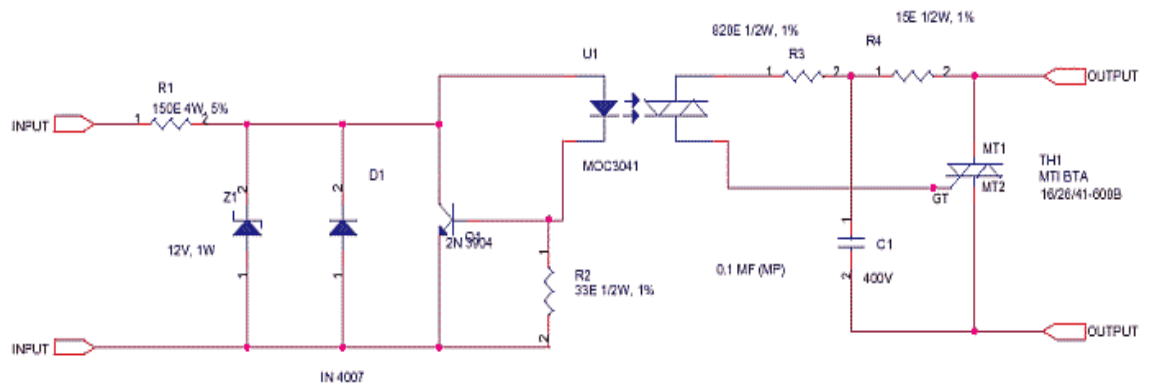 15E 1/2W, 1%
820E 1/2W, 1%
R4
R3
U1
1
2
1
2
OUTPUT
R1
150E 4W, 5%
INPUT
1
2
MOC3041
MT1
TH1
MTI BTA
16/26/41-600B
MT2
GT
D1
2
2
Z1
1
12V, 1W
Q1
2N 3904
1
C1
0.1 MF (MP)
400V
2
1
1
1
R2
33E 1/2W, 1%
2
OUTPUT
INPUT
IN 4007